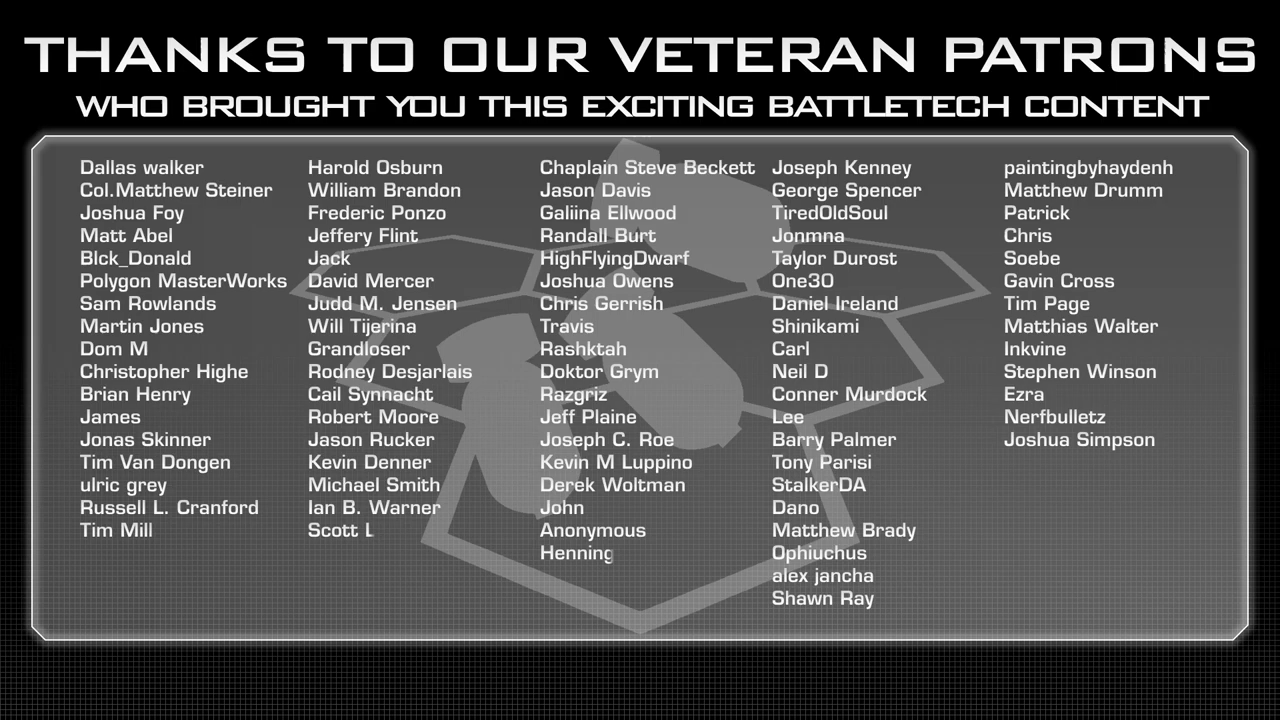 THANKS TO OUR VETERAN PATRONS
WHO BROUGHT YOU THIS EXCITING BATTLETECH CONTENT
Dallas walker
Col.Matthew Steiner
Joshua Foy
Matt Abel
Blck_Donald
Polygon MasterWorks
Sam Rowlands
Martin Jones
Dom M
Christopher Highe
Brian Henry
James
Jonas Skinner
Tim Van Dongen
ulric grey
Russell L. Cranford
Tim Mill
Harold Osburn
William Brandon
Frederic Ponzo
Jeffery Flint
Jack
David Mercer
Judd M. Jensen
Will Tijerina
Grandloser
Rodney Desjarlais
Cail Synnacht
Robert Moore
Jason Rucker
Kevin Denner
Michael Smith
Ian B. Warner
Scott L
Chaplain Steve Beckett
Jason Davis
Galiina Ellwood
Randall Burt
HighFlyingDwarf
Joshua Owens
Chris Gerrish
Travis
Rashktah
Doktor Grym
Razgriz
Jeff Plaine
Joseph C. Roe
Kevin M Luppino
Derek Woltman
John
Anonymous
Henning
Joseph Kenney
George Spencer
TiredOldSoul
Jonmna
Taylor Durost
One30
Daniel Ireland
Shinikami
Carl
Neil D
Conner Murdock
Lee
Barry Palmer
Tony Parisi
StalkerDA
Dano
Matthew Brady
Ophiuchus
alex jancha
Shawn Ray
paintingbyhaydenh
Matthew Drumm
Patrick
Chris
Soebe
Gavin Cross
Tim Page
Matthias Walter
Inkvine
Stephen Winson
Ezra
Nerfbulletz
Joshua Simpson